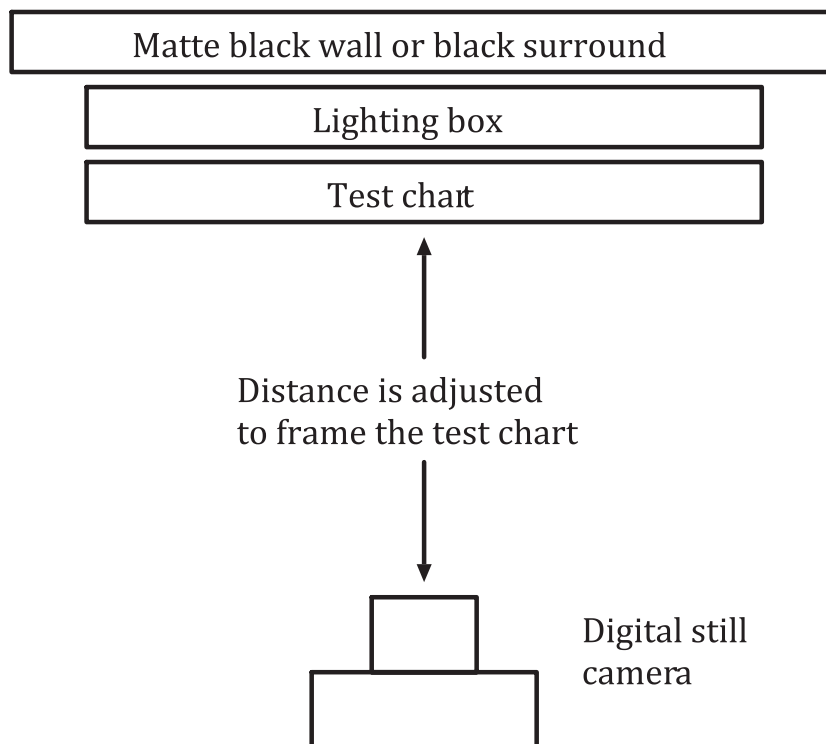 Matte black wall or black surround
Lighting box
Test chart
Distance is adjusted
to frame the test chart
Digital still
camera